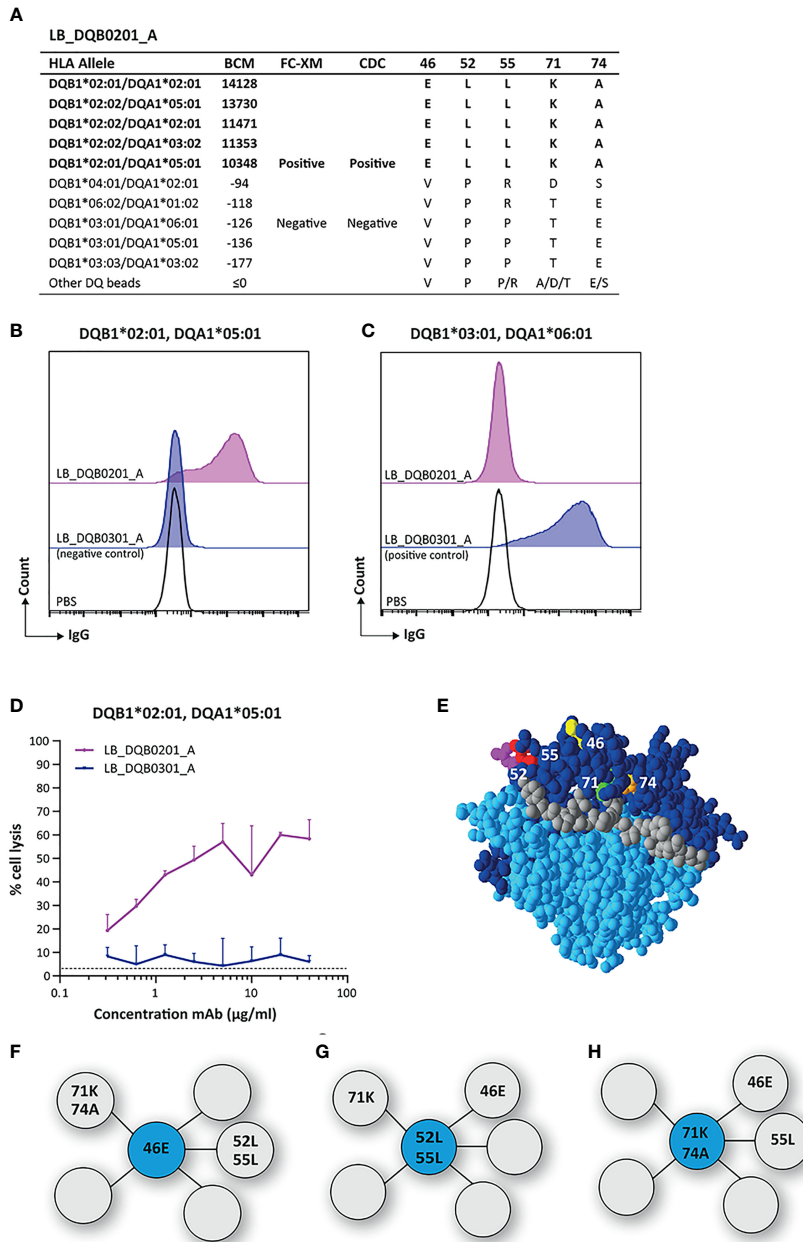 A
LB_DQB0201_A
HLA Allele BCM FC-XM CDC 46 52 55 71 74
DQB1*02:01/DQA1*02:01 14128 E L L K A
DQB1*02:02/DQA1*05:01 13730 E L L K A
DQB1*02:02/DQA1*02:01 11471 E L L K A
DQB1*02:02/DQA1*03:02 11353 E L L K A
DQB1*02:01/DQA1*05:01 10348 Positive Positive E L L K A
DQB1*04:01/DQA1*02:01 -94 V P R D S
DQB1*06:02/DQA1*01:02 -118 V P R T E
DQB1*03:01/DQA1*06:01 -126 Negative Negative V P P T E
DQB1*03:01/DQA1*05:01 -136 V P P T E
DQB1*03:03/DQA1*03:02 -177 V P P T E
Other DQ beads ≤0 V P P/R A/D/T E/S
B
DQB1*02:01, DQA1*05:01
LB_DQB0201_A
LB_DQB0301_A
(negative control)
PBS
Count
IgG
C
DQB1*03:01, DQA1*06:01
LB_DQB0201_A
LB_DQB0301_A
(positive control)
PBS
Count
IgG
D
DQB1*02:01, DQA1*05:01
LB_DQB0201_A
LB_DQB0301_A
% cell lysis
100
90
80
70
60
50
40
30
20
10
0
0.1 1 10 100
Concentration mAb (µg/ml)
E
46
55
52
71
74
F
71K
74A
46E
52L
55L
G
71K
46E
52L
55L
H
46E
71K
74A
55L